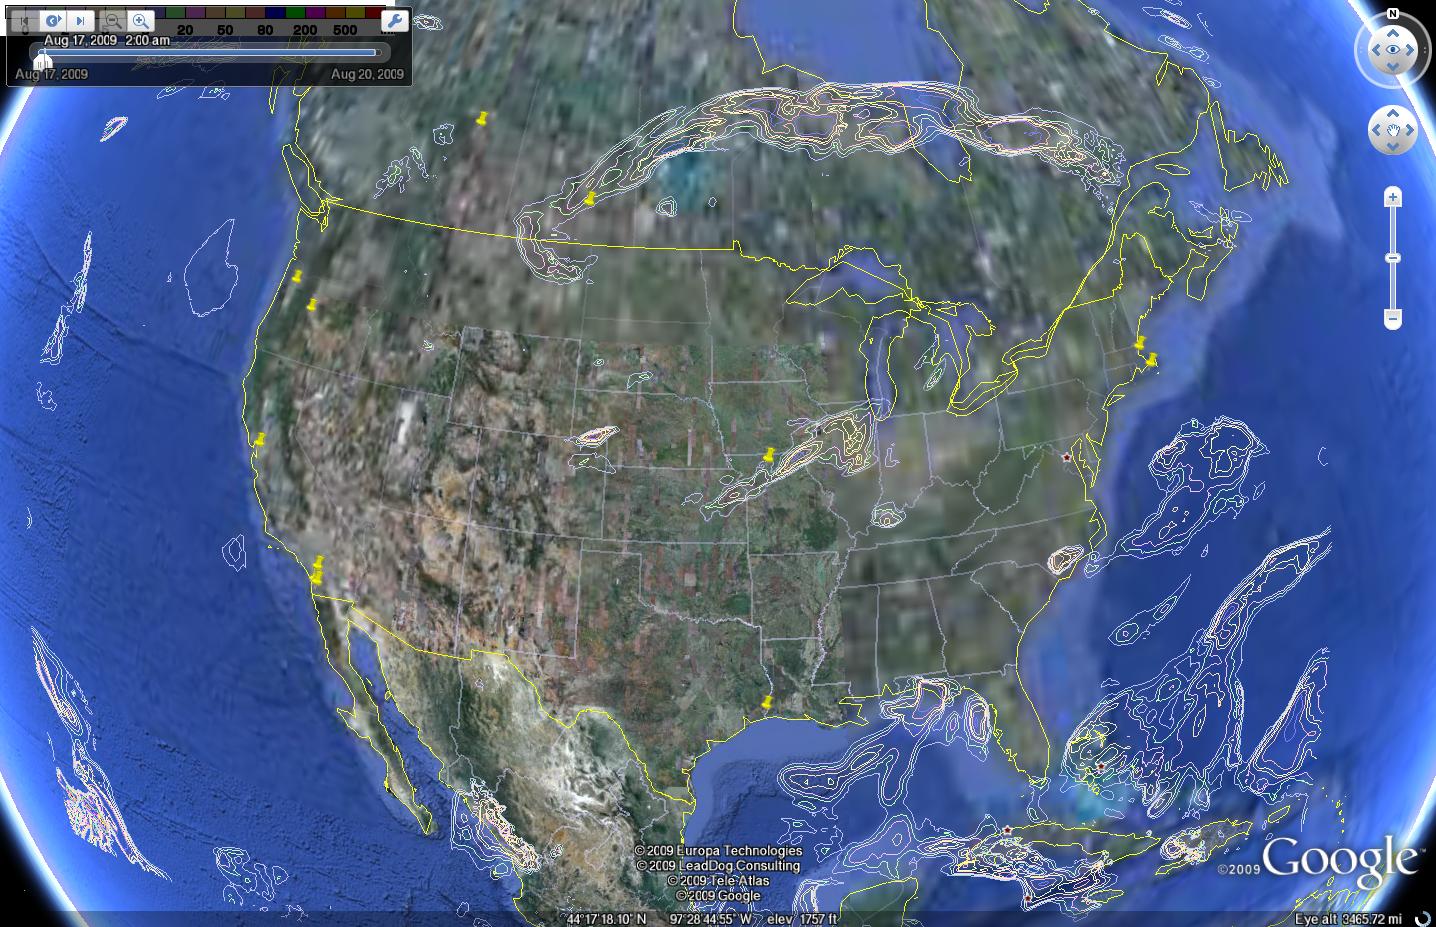 20 50 80 200 500
Aug 17, 2009 2:00 am
Aug 17, 2009 Aug 20, 2009
N
© 2009 Europa Technologies
© 2009 LeadDog Consulting
© 2009 Tele Atlas
© 2009 Google
©2009 Google™
44°17'18.10" N 97°28'44.55" W elev 1757 ft
Eye alt 3465.72 mi